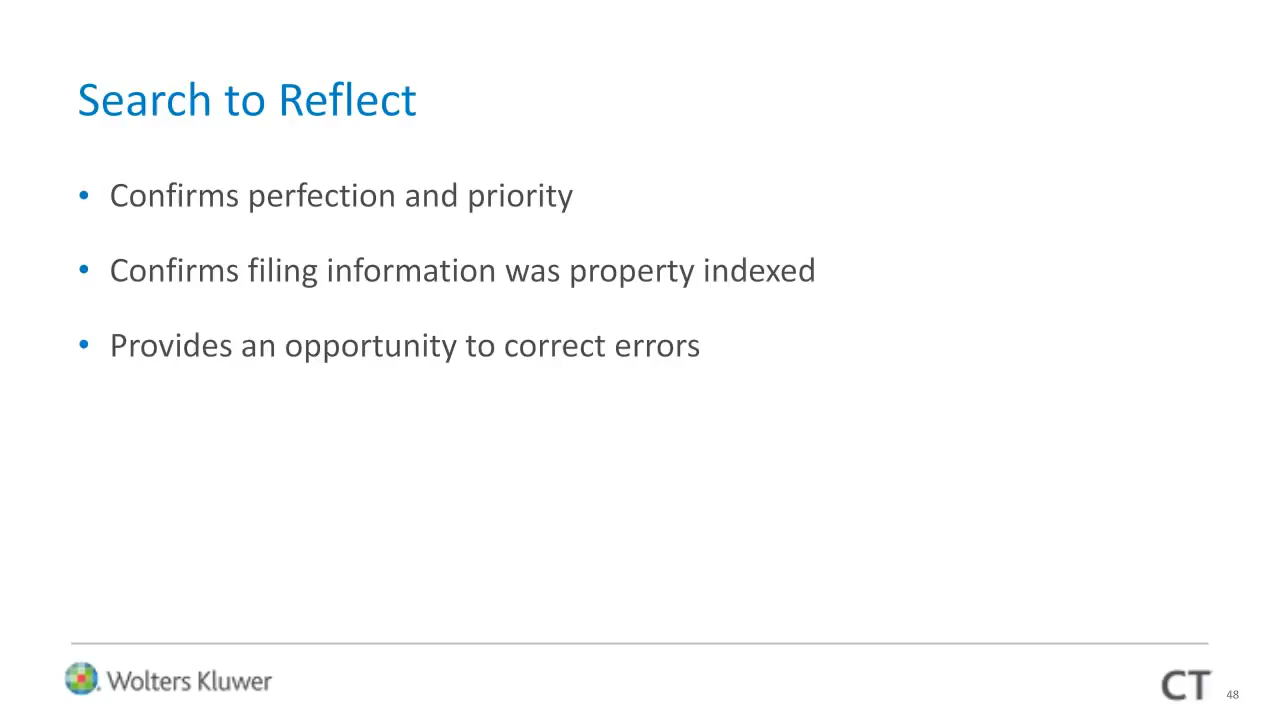 Search to Reflect
• Confirms perfection and priority
• Confirms filing information was property indexed
• Provides an opportunity to correct errors
Wolters Kluwer
CT
48